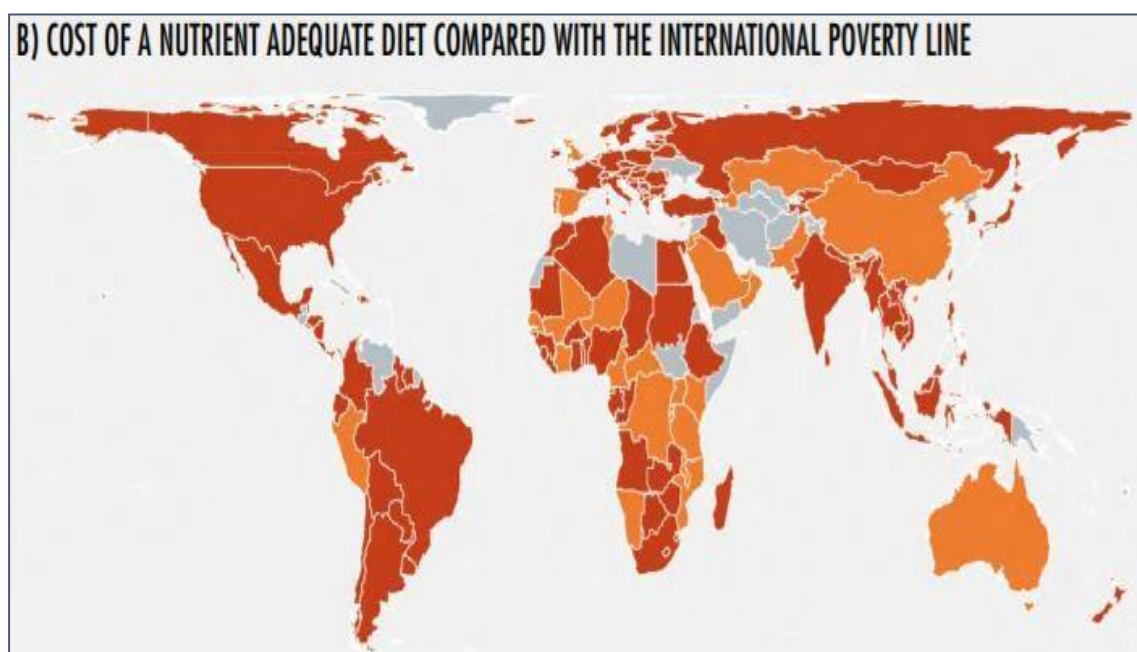 B) COST OF A NUTRIENT ADEQUATE DIET COMPARED WITH THE INTERNATIONAL POVERTY LINE